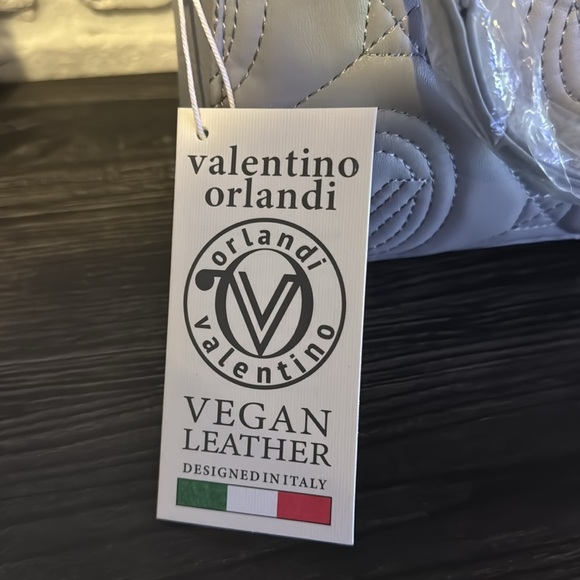 valentino
orlandi
orlandi
V
valentino
VEGAN
LEATHER
DESIGNED IN ITALY